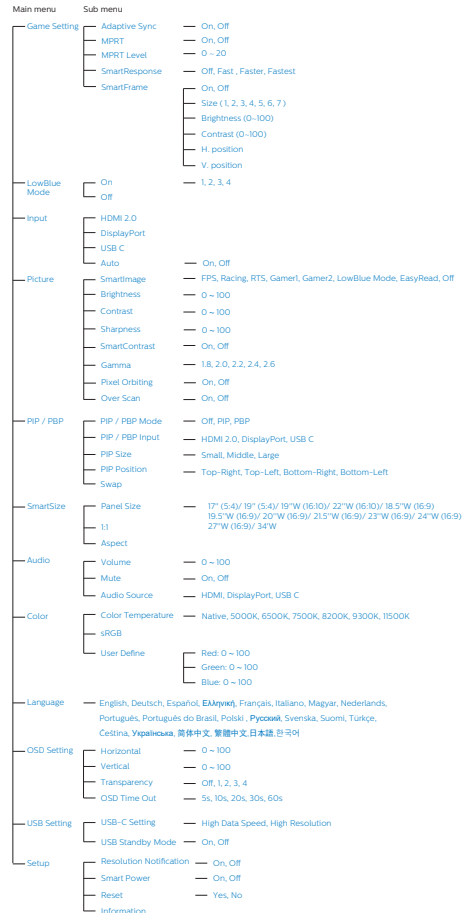 Main menu Sub menu
Game Setting Adaptive Sync On, Off
MPRT On, Off
MPRT Level 0 ~ 20
SmartResponse Off, Fast , Faster, Fastest
SmartFrame On, Off
Size ( 1, 2, 3, 4, 5, 6, 7 )
Brightness (0~100)
Contrast (0~100)
H. position
V. position
LowBlue On 1, 2, 3, 4
Mode
Off
Input HDMI 2.0
DisplayPort
USB C
Auto On, Off
Picture SmartImage FPS, Racing, RTS, Gamer1, Gamer2, LowBlue Mode, EasyRead, Off
Brightness 0 ~ 100
Contrast 0 ~ 100
Sharpness 0 ~ 100
SmartContrast On, Off
Gamma 1.8, 2.0, 2.2, 2.4, 2.6
Pixel Orbiting On, Off
Over Scan On, Off
PIP / PBP PIP / PBP Mode Off, PIP, PBP
PIP / PBP Input HDMI 2.0, DisplayPort, USB C
PIP Size Small, Middle, Large
PIP Position Top-Right, Top-Left, Bottom-Right, Bottom-Left
Swap
SmartSize Panel Size 17" (5:4)/ 19" (5:4)/ 19"W (16:10)/ 22"W (16:10)/ 18.5"W (16:9)
19.5"W (16:9)/ 20"W (16:9)/ 21.5"W (16:9)/ 23"W (16:9)/ 24"W (16:9)
1:1 27"W (16:9)/ 34'W
Aspect
Audio Volume 0 ~ 100
Mute On, Off
Audio Source HDMI, DisplayPort, USB C
Color Color Temperature Native, 5000K, 6500K, 7500K, 8200K, 9300K, 11500K
sRGB
User Define Red: 0 ~ 100
Green: 0 ~ 100
Blue: 0 ~ 100
Language English, Deutsch, Español, Ελληνική, Français, Italiano, Magyar, Nederlands,
Português, Português do Brasil, Polski , Русский, Svenska, Suomi, Türkçe,
Čeština, Українська, 简体中文, 繁體中文,日本語,한국어
OSD Setting Horizontal 0 ~ 100
Vertical 0 ~ 100
Transparency Off, 1, 2, 3, 4
OSD Time Out 5s, 10s, 20s, 30s, 60s
USB Setting USB-C Setting High Data Speed, High Resolution
USB Standby Mode On, Off
Setup Resolution Notification On, Off
Smart Power On, Off
Reset Yes, No
Information